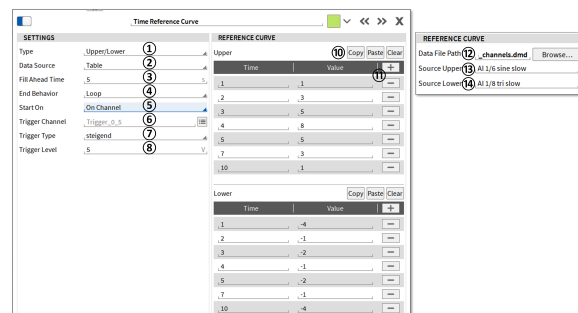 Time Reference Curve
SETTINGS
Type Upper/Lower ①
Data Source Table ②
Fill Ahead Time 5 ③ s
End Behavior Loop ④
Start On On Channel ⑤
Trigger Channel Trigger_0_5 ⑥
Trigger Type steigend ⑦
Trigger Level 5 ⑧ V
REFERENCE CURVE
Upper ⑩ Copy Paste Clear
Time Value +
⑪
1 1
2 3
3 5
4 8
5 5
7 3
10 1
Lower Copy Paste Clear
Time Value +
1 -4
2 -1
3 -2
4 -1
5 -2
7 -1
10 -4
REFERENCE CURVE
Data File Path ⑫ _channels.dmd Browse...
Source Upper ⑬ AI 1/6 sine slow
Source Lower ⑭ AI 1/8 tri slow